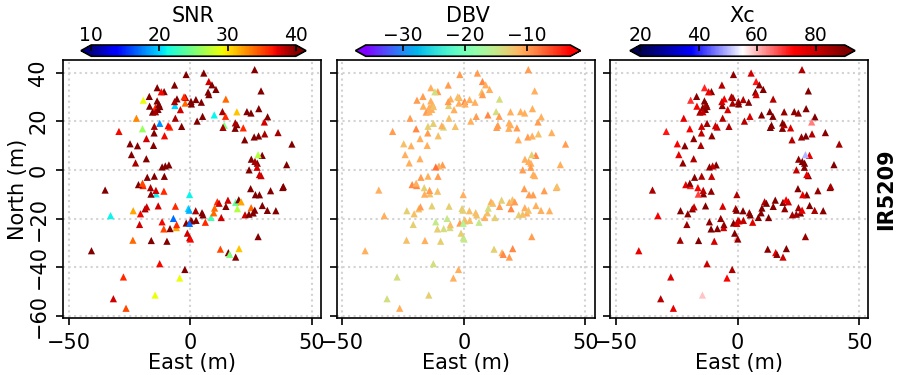 SNR DBV Xc
10 20 30 40 −30 −20 −10 20 40 60 80
40
20
0
−20
−40
−60
North (m)
IR5209
−50 0 50 −50 0 50 −50 0 50
East (m) East (m) East (m)